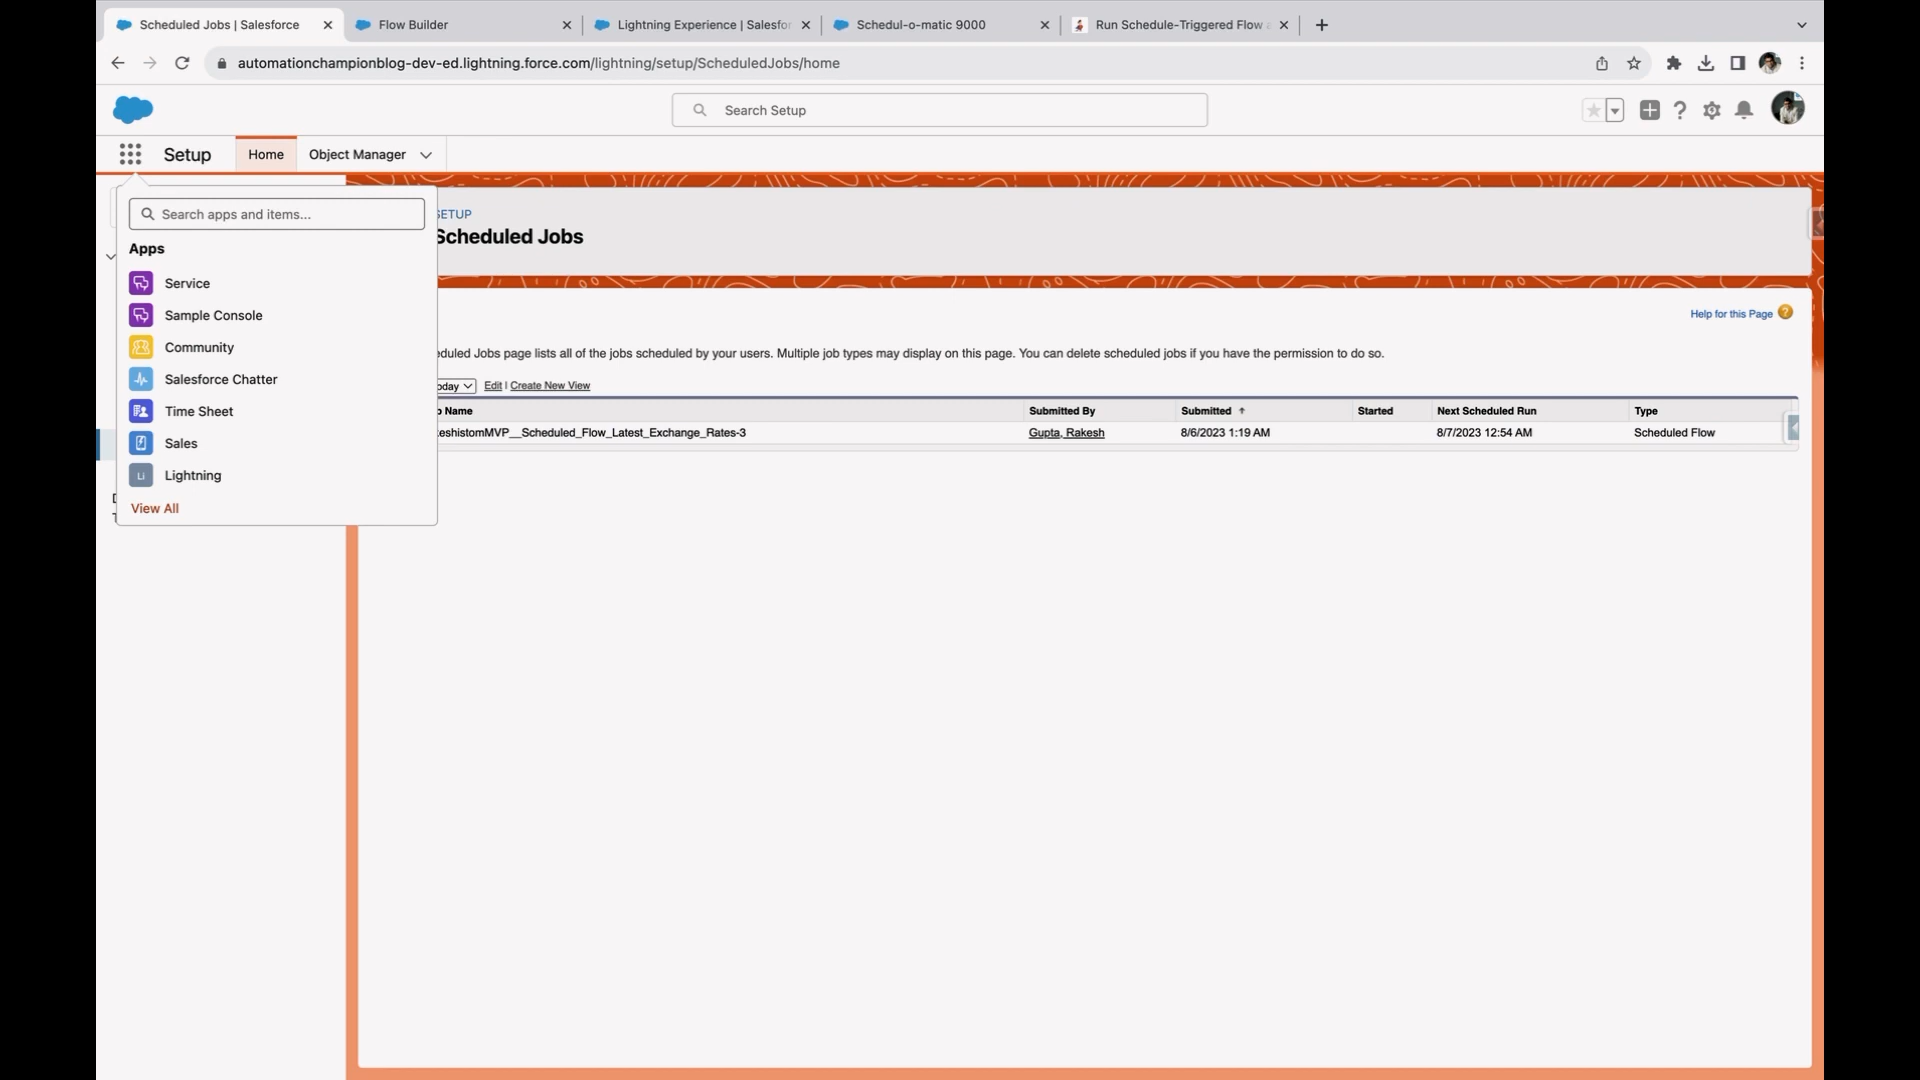 Scheduled Jobs | Salesforce
Flow Builder
Lightning Experience | Salesfor
Schedul-o-matic 9000
Run Schedule-Triggered Flow
automationchampionblog-dev-ed.lightning.force.com/lightning/setup/ScheduledJobs/home
Search Setup
Setup
Home
Object Manager
Search apps and items...
Apps
Service
Sample Console
Community
Salesforce Chatter
Time Sheet
Sales
Li
Lightning
View All
SETUP
Scheduled Jobs
Help for this Page ?
eduled Jobs page lists all of the jobs scheduled by your users. Multiple job types may display on this page. You can delete scheduled jobs if you have the permission to do so.
oday Edit | Create New View
b Name Submitted By Submitted Started Next Scheduled Run Type
keshistomMVP__Scheduled_Flow_Latest_Exchange_Rates-3 Gupta, Rakesh 8/6/2023 1:19 AM 8/7/2023 12:54 AM Scheduled Flow